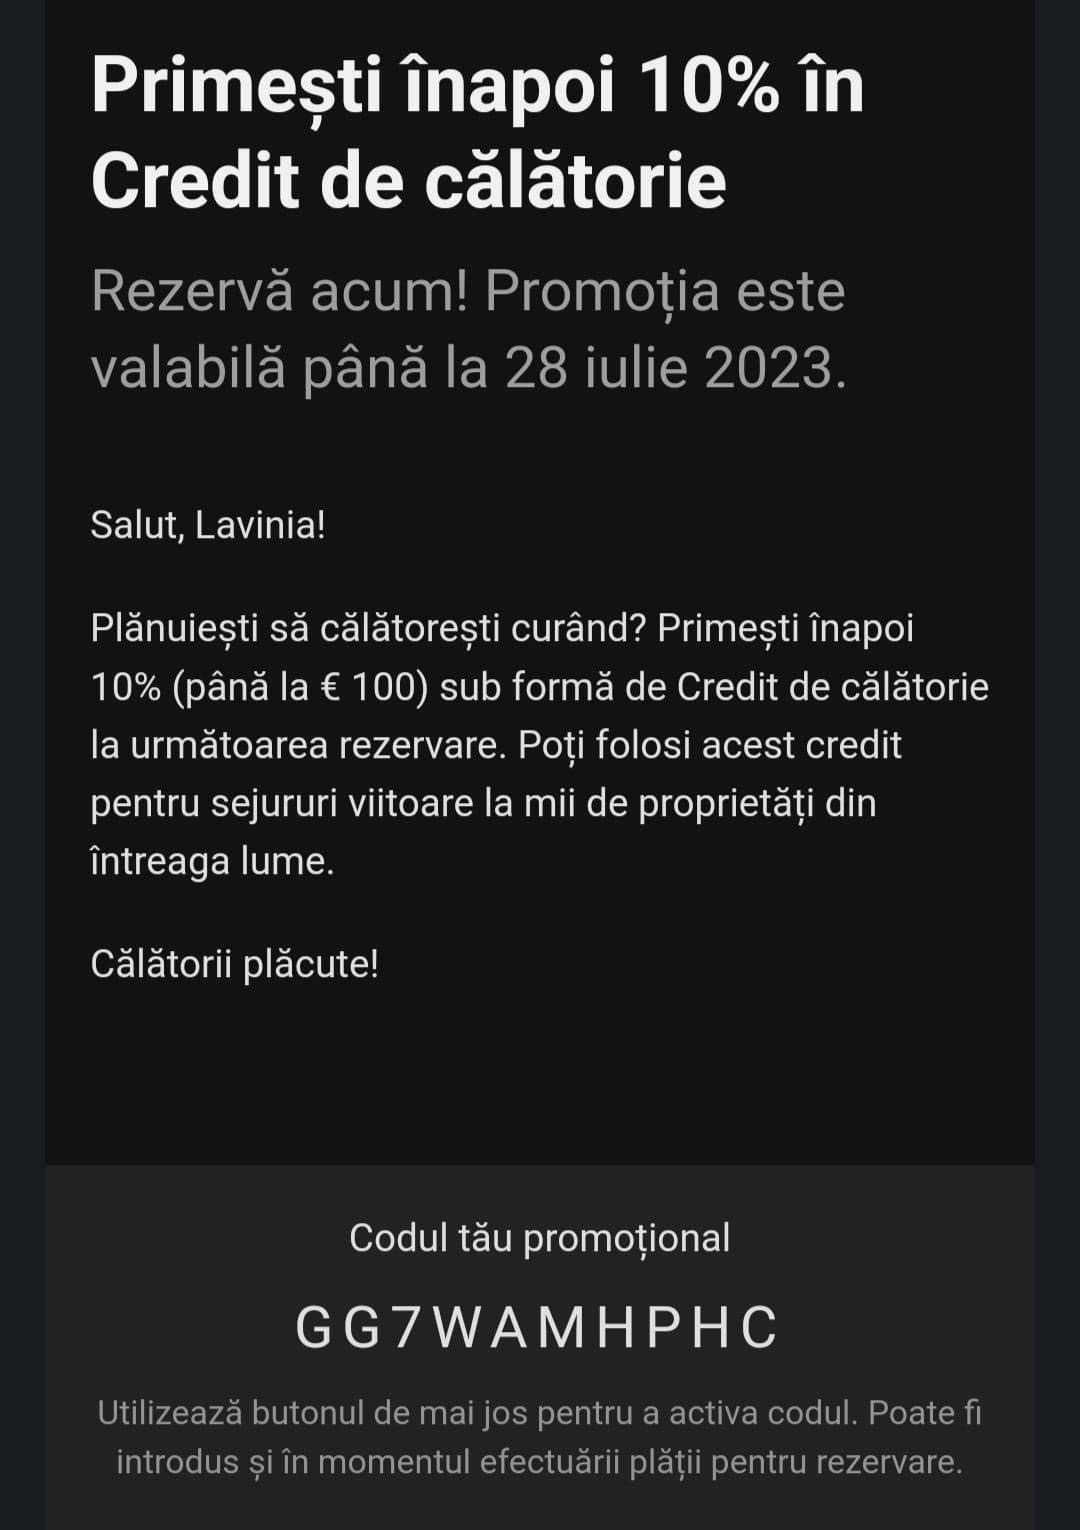 Primești înapoi 10% în
Credit de călătorie
Rezervă acum! Promoția este
valabilă până la 28 iulie 2023.
Salut, Lavinia!
Plănuiești să călătorești curând? Primești înapoi
10% (până la € 100) sub formă de Credit de călătorie
la următoarea rezervare. Poți folosi acest credit
pentru sejururi viitoare la mii de proprietăți din
întreaga lume.
Călătorii plăcute!
Codul tău promoțional
GG7WAMHPHC
Utilizează butonul de mai jos pentru a activa codul. Poate fi
introdus și în momentul efectuării plății pentru rezervare.